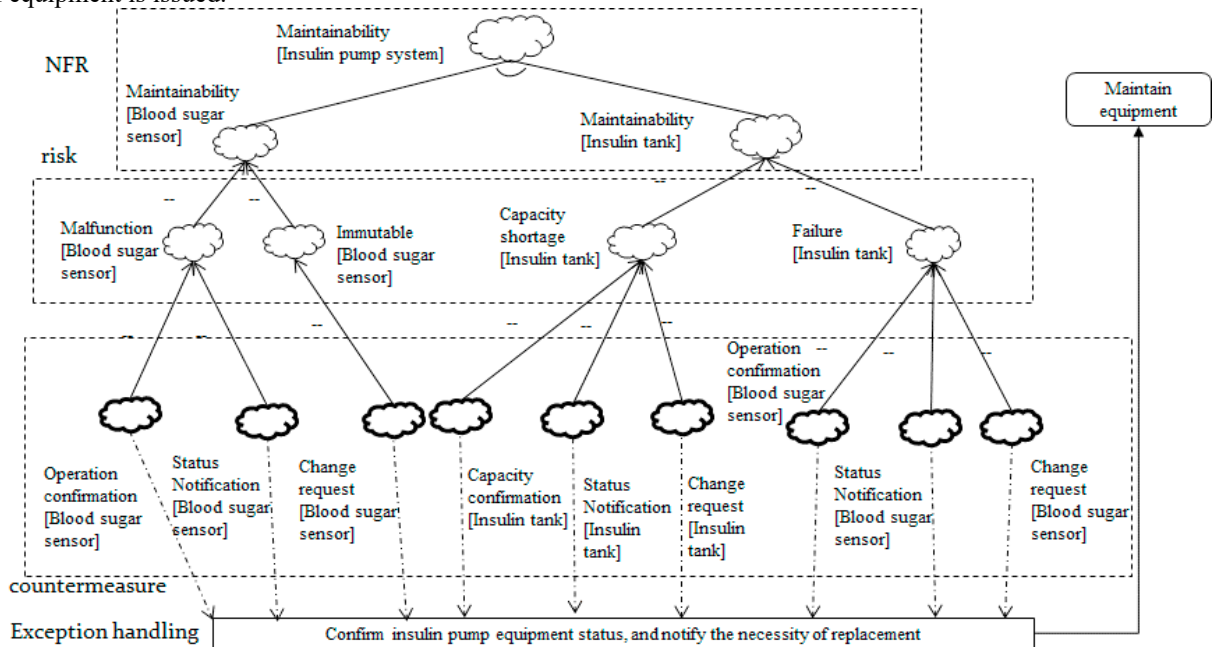 equipment is issued.
Maintainability
[Insulin pump system]
NFR
Maintain
equipment
Maintainability
[Blood sugar
sensor]
Maintainability
[Insulin tank]
risk
--
--
--
--
Malfunction
[Blood sugar
sensor]
Immutable
[Blood sugar
sensor]
Capacity
shortage
[Insulin tank]
Failure
[Insulin tank]
--
--
--
--
--
--
--
--
--
Operation
confirmation
[Blood sugar
sensor]
Operation
confirmation
[Blood sugar
sensor]
Status
Notification
[Blood sugar
sensor]
Change
request
[Blood sugar
sensor]
Capacity
confirmation
[Insulin tank]
Status
Notification
[Insulin
tank]
Change
request
[Insulin
tank]
Status
Notification
[Blood sugar
sensor]
Change
request
[Blood sugar
sensor]
countermeasure
Exception handling
Confirm insulin pump equipment status, and notify the necessity of replacement